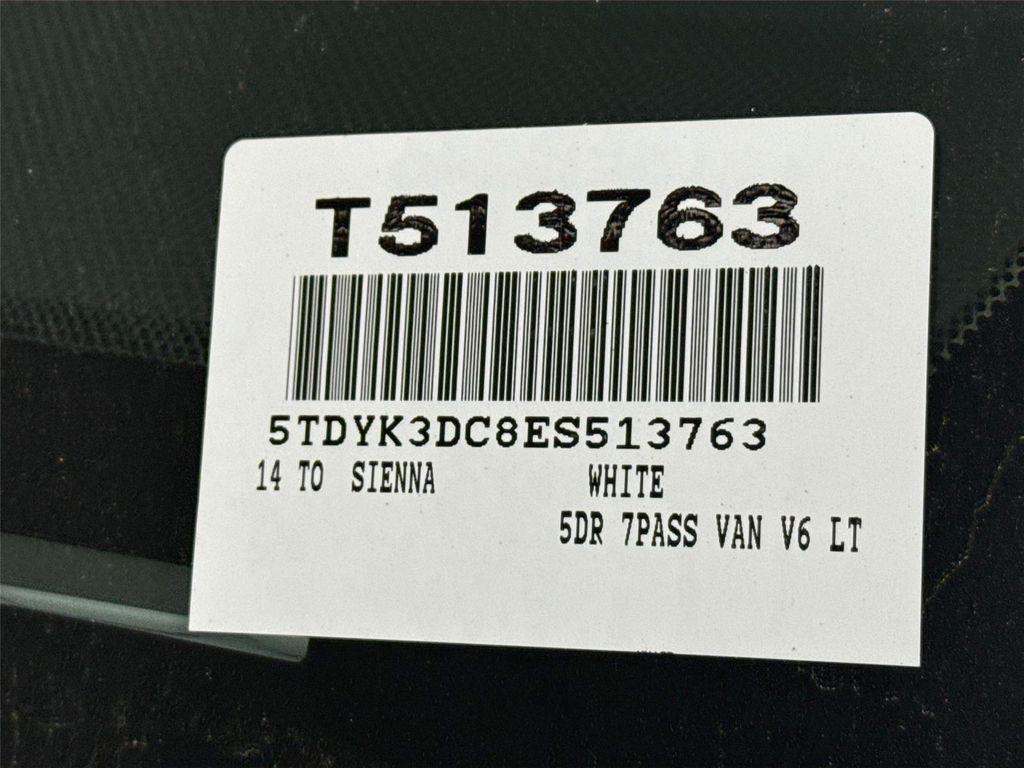 T513763
5TDYK3DC8ES513763
14 TO SIENNA WHITE
5DR 7PASS VAN V6 LT